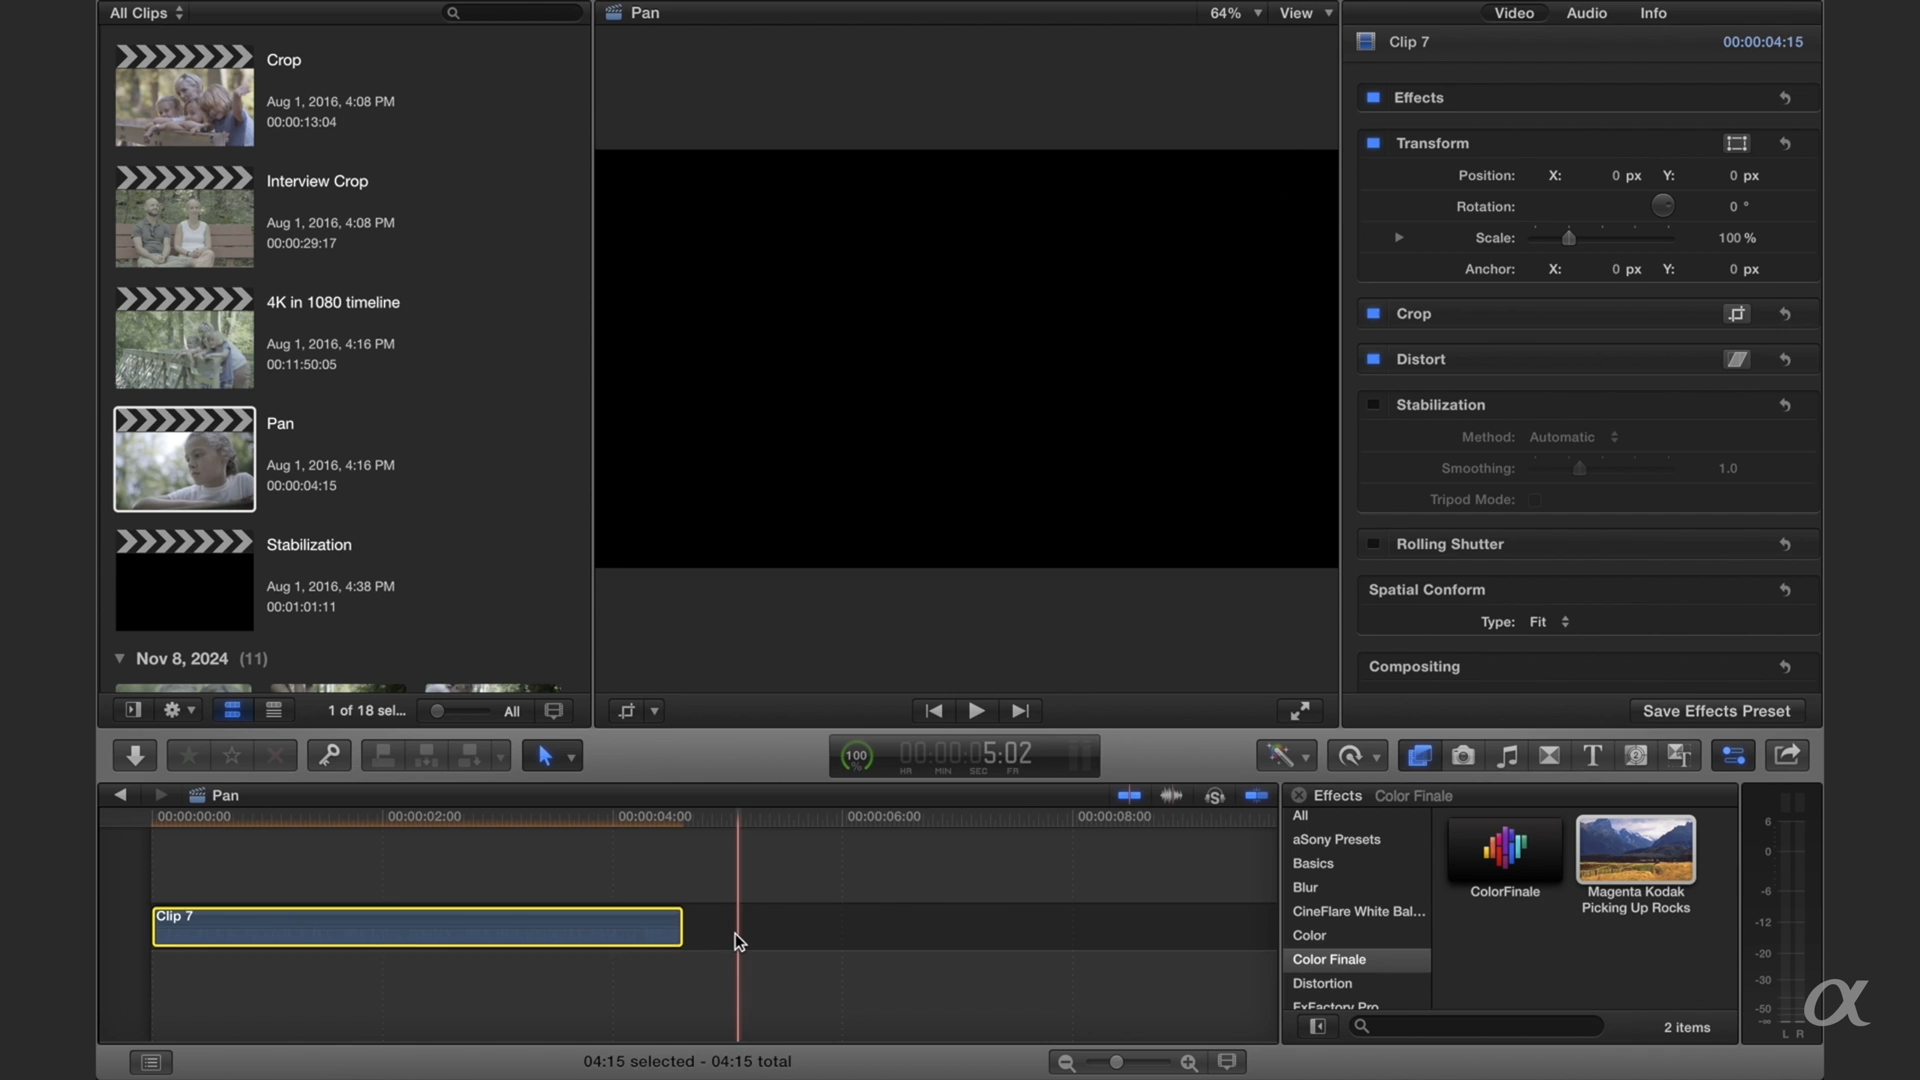 All Clips
Pan
64%
View
Video
Audio
Info
Crop
Aug 1, 2016, 4:08 PM
00:00:13:04
Interview Crop
Aug 1, 2016, 4:08 PM
00:00:29:17
4K in 1080 timeline
Aug 1, 2016, 4:16 PM
00:11:50:05
Pan
Aug 1, 2016, 4:16 PM
00:00:04:15
Stabilization
Aug 1, 2016, 4:38 PM
00:01:01:11
Nov 8, 2024 (11)
1 of 18 sel...
All
Clip 7
00:00:04:15
Effects
Transform
Position: X: 0 px Y: 0 px
Rotation: 0 °
Scale: 100 %
Anchor: X: 0 px Y: 0 px
Crop
Distort
Stabilization
Method: Automatic
Smoothing: 1.0
Tripod Mode:
Rolling Shutter
Spatial Conform
Type: Fit
Compositing
Save Effects Preset
100
%
00:00:05:02
HR MIN SEC FR
Pan
00:00:00:00
00:00:02:00
00:00:04:00
00:00:06:00
00:00:08:00
Clip 7
Effects Color Finale
All
aSony Presets
Basics
Blur
CineFlare White Bal...
Color
Color Finale
Distortion
FxFactory Pro
ColorFinale
Magenta Kodak
Picking Up Rocks
2 items
6
0
-6
-12
-20
-30
-50
-∞
L R
04:15 selected - 04:15 total
α